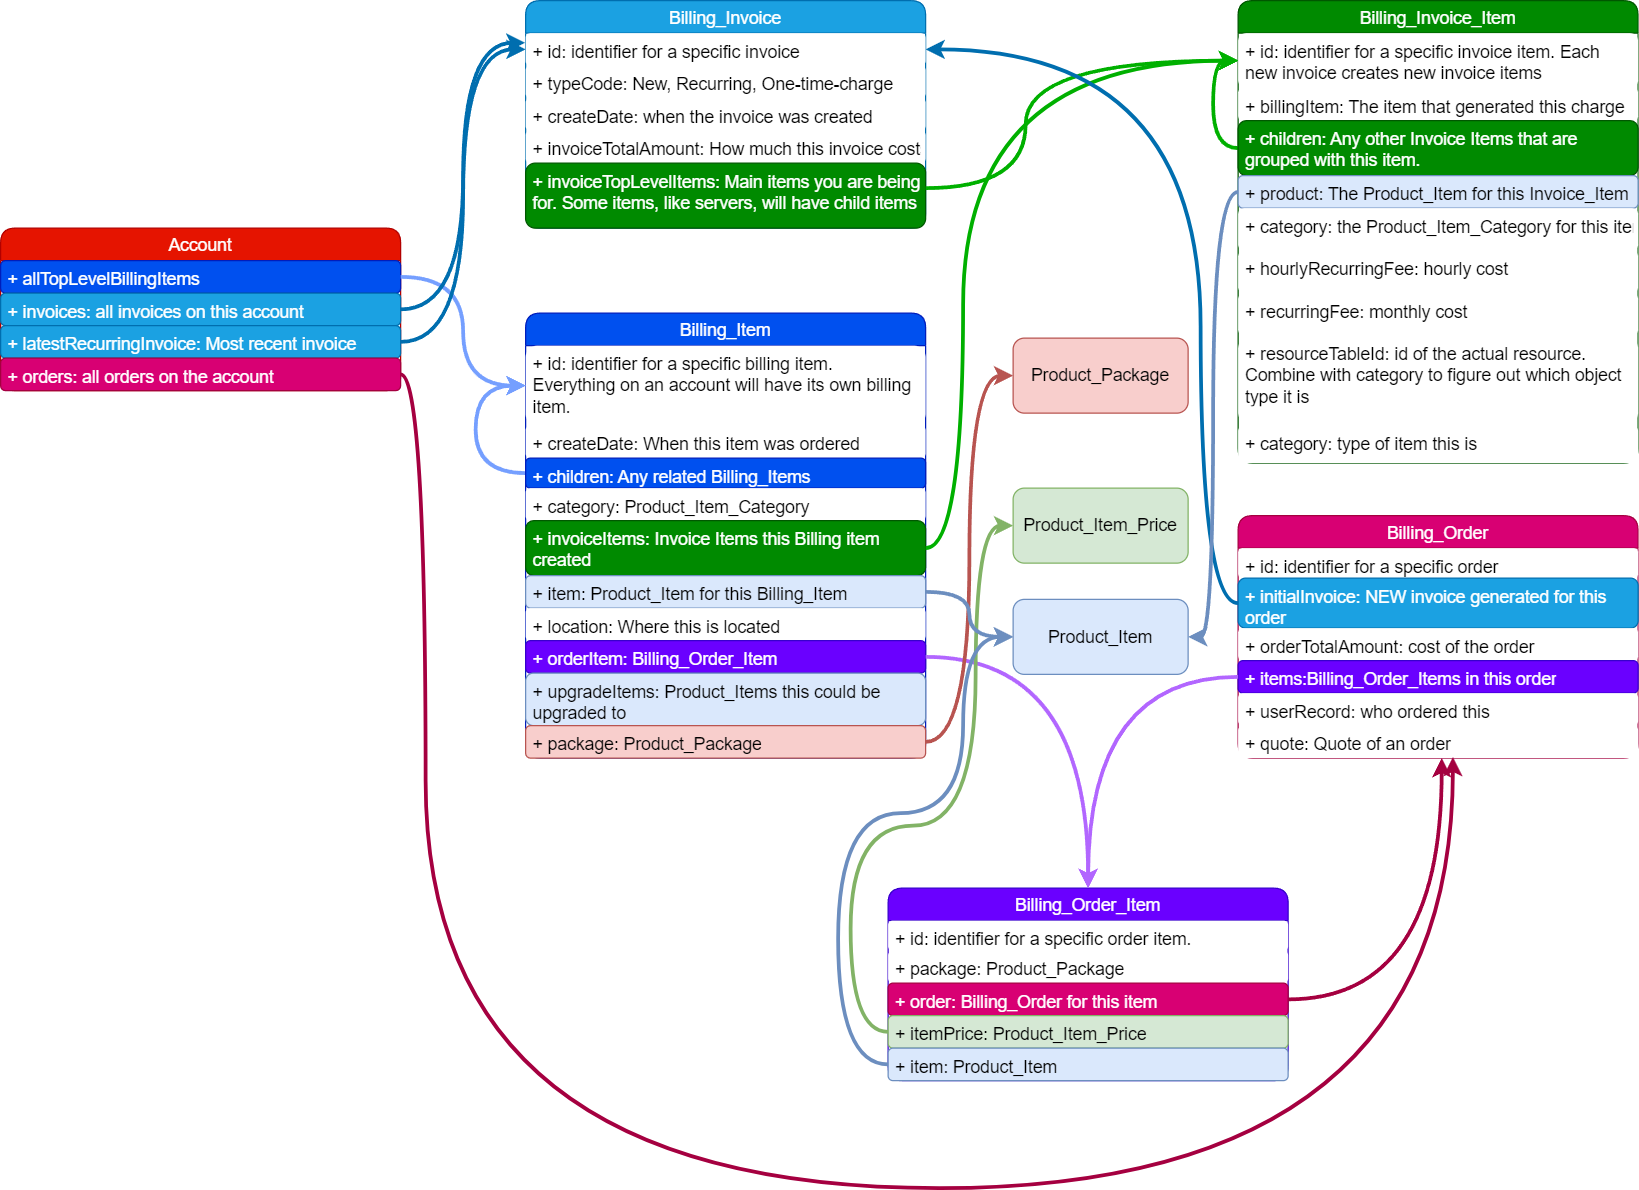 Billing_Invoice
+ id: identifier for a specific invoice
+ typeCode: New, Recurring, One-time-charge
+ createDate: when the invoice was created
+ invoiceTotalAmount: How much this invoice cost
+ invoiceTopLevelItems: Main items you are being
for. Some items, like servers, will have child items
Billing_Invoice_Item
+ id: identifier for a specific invoice item. Each
new invoice creates new invoice items
+ billingItem: The item that generated this charge
+ children: Any other Invoice Items that are
grouped with this item.
+ product: The Product_Item for this Invoice_Item
+ category: the Product_Item_Category for this ite
+ hourlyRecurringFee: hourly cost
+ recurringFee: monthly cost
+ resourceTableId: id of the actual resource.
Combine with category to figure out which object
type it is
+ category: type of item this is
Account
+ allTopLevelBillingItems
+ invoices: all invoices on this account
+ latestRecurringInvoice: Most recent invoice
+ orders: all orders on the account
Billing_Item
+ id: identifier for a specific billing item.
Everything on an account will have its own billing
item.
+ createDate: When this item was ordered
+ children: Any related Billing_Items
+ category: Product_Item_Category
+ invoiceItems: Invoice Items this Billing item
created
+ item: Product_Item for this Billing_Item
+ location: Where this is located
+ orderItem: Billing_Order_Item
+ upgradeItems: Product_Items this could be
upgraded to
+ package: Product_Package
Product_Package
Product_Item_Price
Product_Item
Billing_Order
+ id: identifier for a specific order
+ initialInvoice: NEW invoice generated for this
order
+ orderTotalAmount: cost of the order
+ items:Billing_Order_Items in this order
+ userRecord: who ordered this
+ quote: Quote of an order
Billing_Order_Item
+ id: identifier for a specific order item.
+ package: Product_Package
+ order: Billing_Order for this item
+ itemPrice: Product_Item_Price
+ item: Product_Item